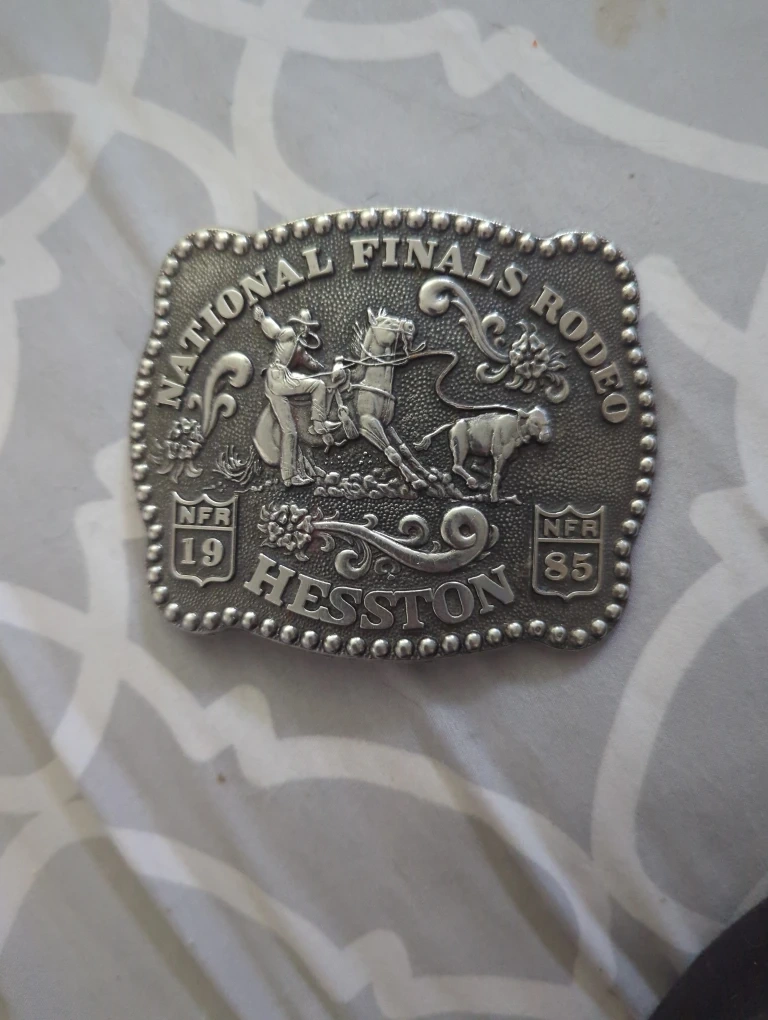 NATIONAL FINALS RODEO
NFR
19
NFR
85
HESSTON